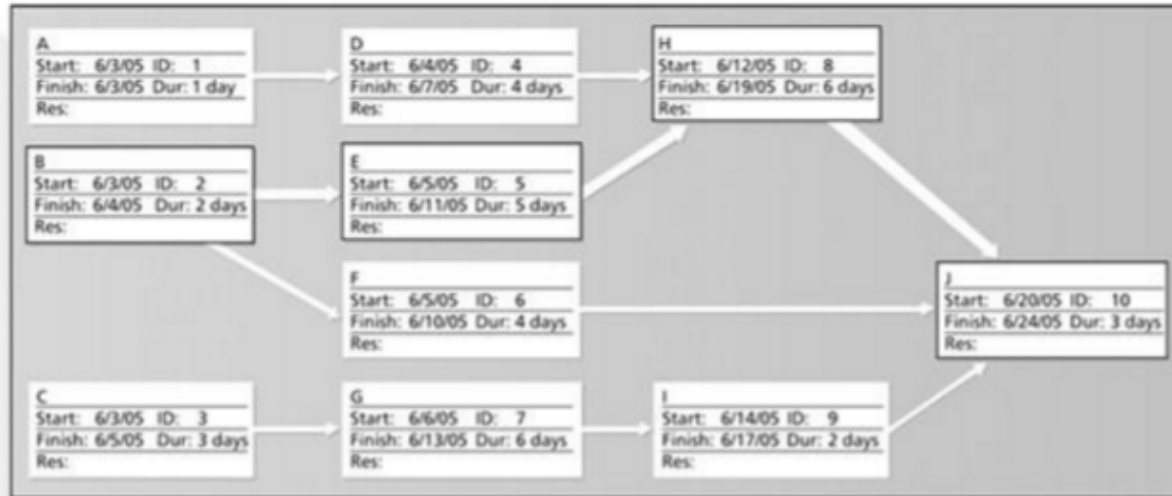 A
Start: 6/3/05 ID: 1
Finish: 6/3/05 Dur: 1 day
Res:
D
Start: 6/4/05 ID: 4
Finish: 6/7/05 Dur: 4 days
Res:
H
Start: 6/12/05 ID: 8
Finish: 6/19/05 Dur: 6 days
Res:
B
Start: 6/3/05 ID: 2
Finish: 6/4/05 Dur: 2 days
Res:
E
Start: 6/5/05 ID: 5
Finish: 6/11/05 Dur: 5 days
Res:
F
Start: 6/5/05 ID: 6
Finish: 6/10/05 Dur: 4 days
Res:
J
Start: 6/20/05 ID: 10
Finish: 6/24/05 Dur: 3 days
Res:
C
Start: 6/3/05 ID: 3
Finish: 6/5/05 Dur: 3 days
Res:
G
Start: 6/6/05 ID: 7
Finish: 6/13/05 Dur: 6 days
Res:
I
Start: 6/14/05 ID: 9
Finish: 6/17/05 Dur: 2 days
Res: